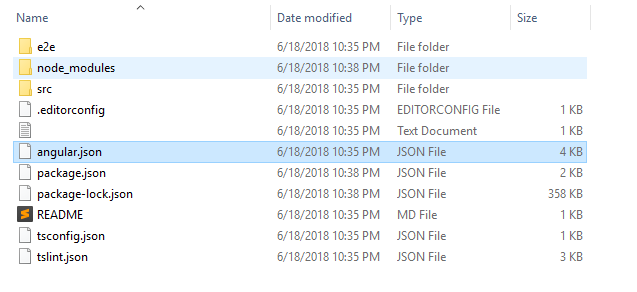 Name Date modified Type Size
e2e 6/18/2018 10:35 PM File folder
node_modules 6/18/2018 10:38 PM File folder
src 6/18/2018 10:35 PM File folder
.editorconfig 6/18/2018 10:35 PM EDITORCONFIG File 1 KB
6/18/2018 10:35 PM Text Document 1 KB
angular.json 6/18/2018 10:35 PM JSON File 4 KB
package.json 6/18/2018 10:38 PM JSON File 2 KB
package-lock.json 6/18/2018 10:38 PM JSON File 358 KB
README 6/18/2018 10:35 PM MD File 1 KB
tsconfig.json 6/18/2018 10:35 PM JSON File 1 KB
tslint.json 6/18/2018 10:35 PM JSON File 3 KB